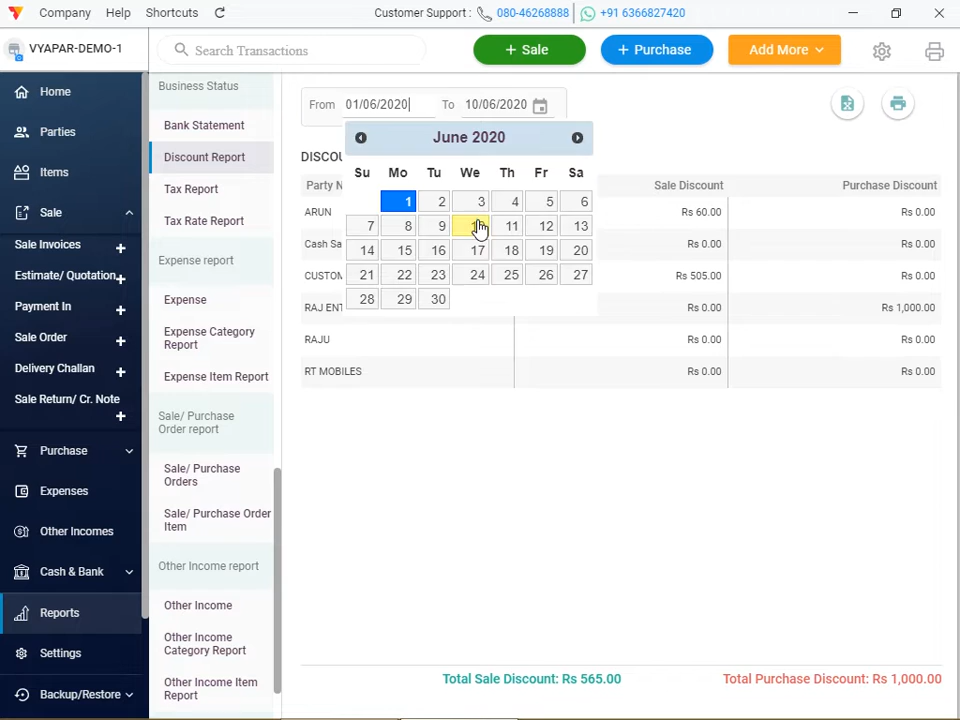 Company Help Shortcuts Customer Support : 080-46268888 +91 6366827420
VYAPAR-DEMO-1 Search Transactions + Sale + Purchase Add More
Home
Parties
Items
Sale
Sale Invoices +
Estimate/ Quotation +
Payment In +
Sale Order +
Delivery Challan +
Sale Return/ Cr. Note +
Purchase
Expenses
Other Incomes
Cash & Bank
Reports
Settings
Backup/Restore
Business Status
Bank Statement
Discount Report
Tax Report
Tax Rate Report
Expense report
Expense
Expense Category
Report
Expense Item Report
Sale/ Purchase
Order report
Sale/ Purchase
Orders
Sale/ Purchase Order
Item
Other Income report
Other Income
Other Income
Category Report
Other Income Item
Report
From 01/06/2020 To 10/06/2020
June 2020
Su Mo Tu We Th Fr Sa
1 2 3 4 5 6
7 8 9 10 11 12 13
14 15 16 17 18 19 20
21 22 23 24 25 26 27
28 29 30
Party N Sale Discount Purchase Discount
ARUN Rs 60.00 Rs 0.00
Cash Sa Rs 0.00 Rs 0.00
CUSTOM Rs 505.00 Rs 0.00
RAJ ENT Rs 0.00 Rs 1,000.00
RAJU Rs 0.00 Rs 0.00
RT MOBILES Rs 0.00 Rs 0.00
Total Sale Discount: Rs 565.00 Total Purchase Discount: Rs 1,000.00